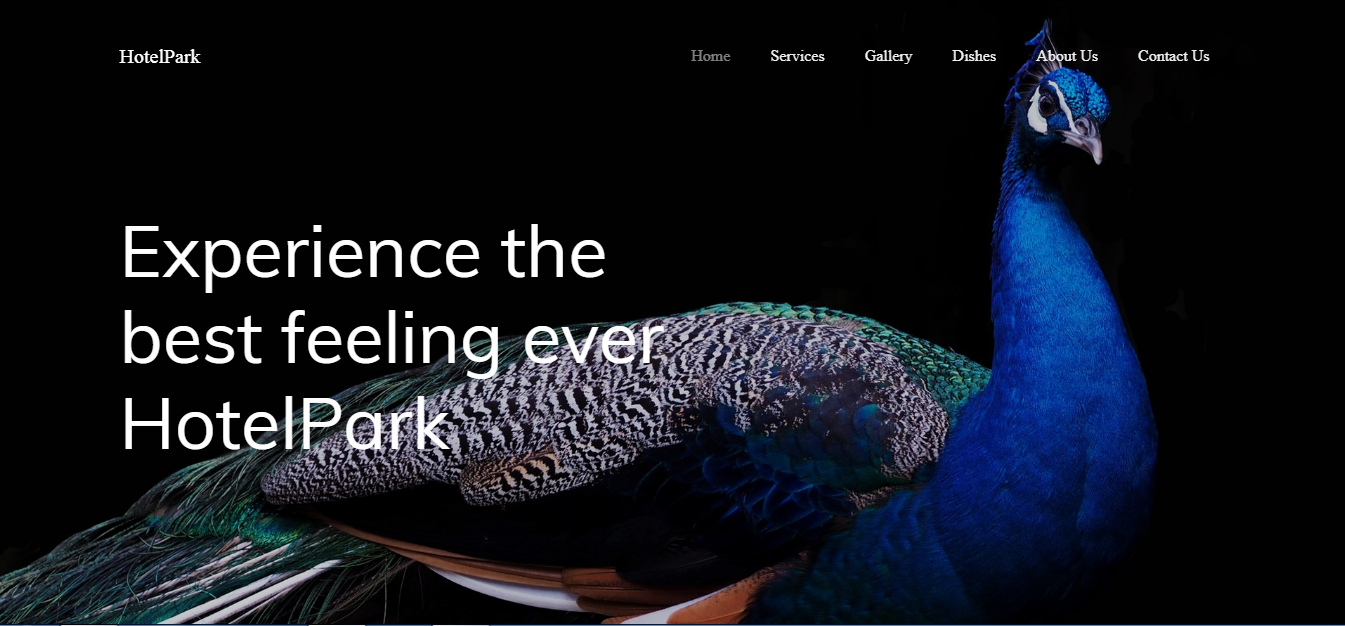 HotelPark
Home Services Gallery Dishes About Us Contact Us
Experience the
best feeling ever
HotelPark